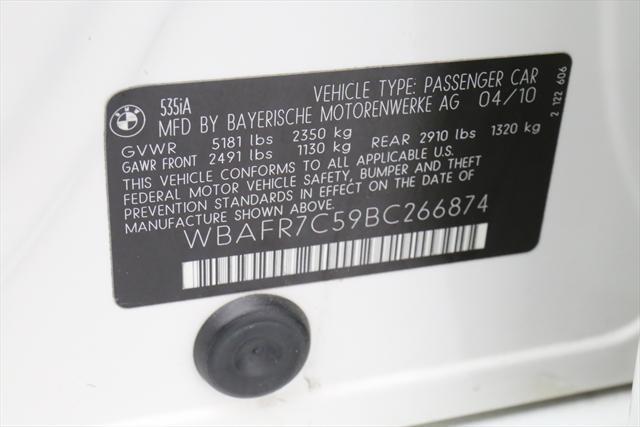 BMW
535iA VEHICLE TYPE: PASSENGER CAR
MFD BY BAYERISCHE MOTORENWERKE AG 04/10
GVWR 5181 lbs 2350 kg
GAWR FRONT 2491 lbs 1130 kg REAR 2910 lbs 1320 kg
THIS VEHICLE CONFORMS TO ALL APPLICABLE U.S.
FEDERAL MOTOR VEHICLE SAFETY, BUMPER AND THEFT
PREVENTION STANDARDS IN EFFECT ON THE DATE OF
MANUFACTURE SHOWN ABOVE.
WBAFR7C59BC266874
2 122 606